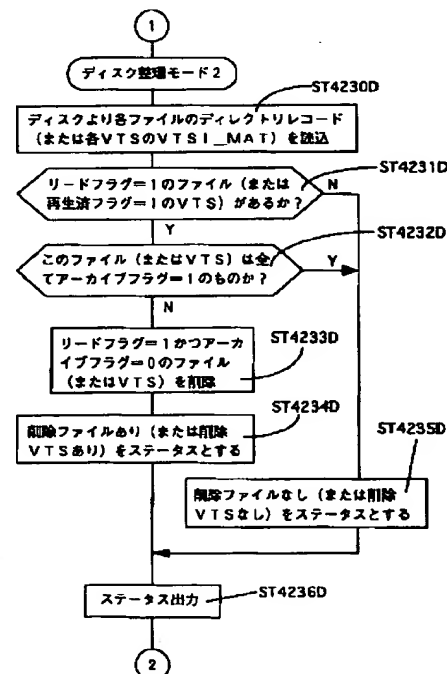 1
ディスク整理モード2
ST4230D
ディスクより各ファイルのディレクトリレコード
(または各VTSのVTSI_MAT)を読込
ST4231D
リードフラグ=1のファイル(または
再生済フラグ=1のVTS)があるか?
N
Y
ST4232D
このファイル(またはVTS)は全
てアーカイブフラグ=1のものか?
Y
N
ST4233D
リードフラグ=1かつアーカ
イブフラグ=0のファイル
(またはVTS)を削除
ST4234D
削除ファイルあり(または削除
VTSあり)をステータスとする
ST4235D
削除ファイルなし(または削除
VTSなし)をステータスとする
ステータス出力
ST4236D
2